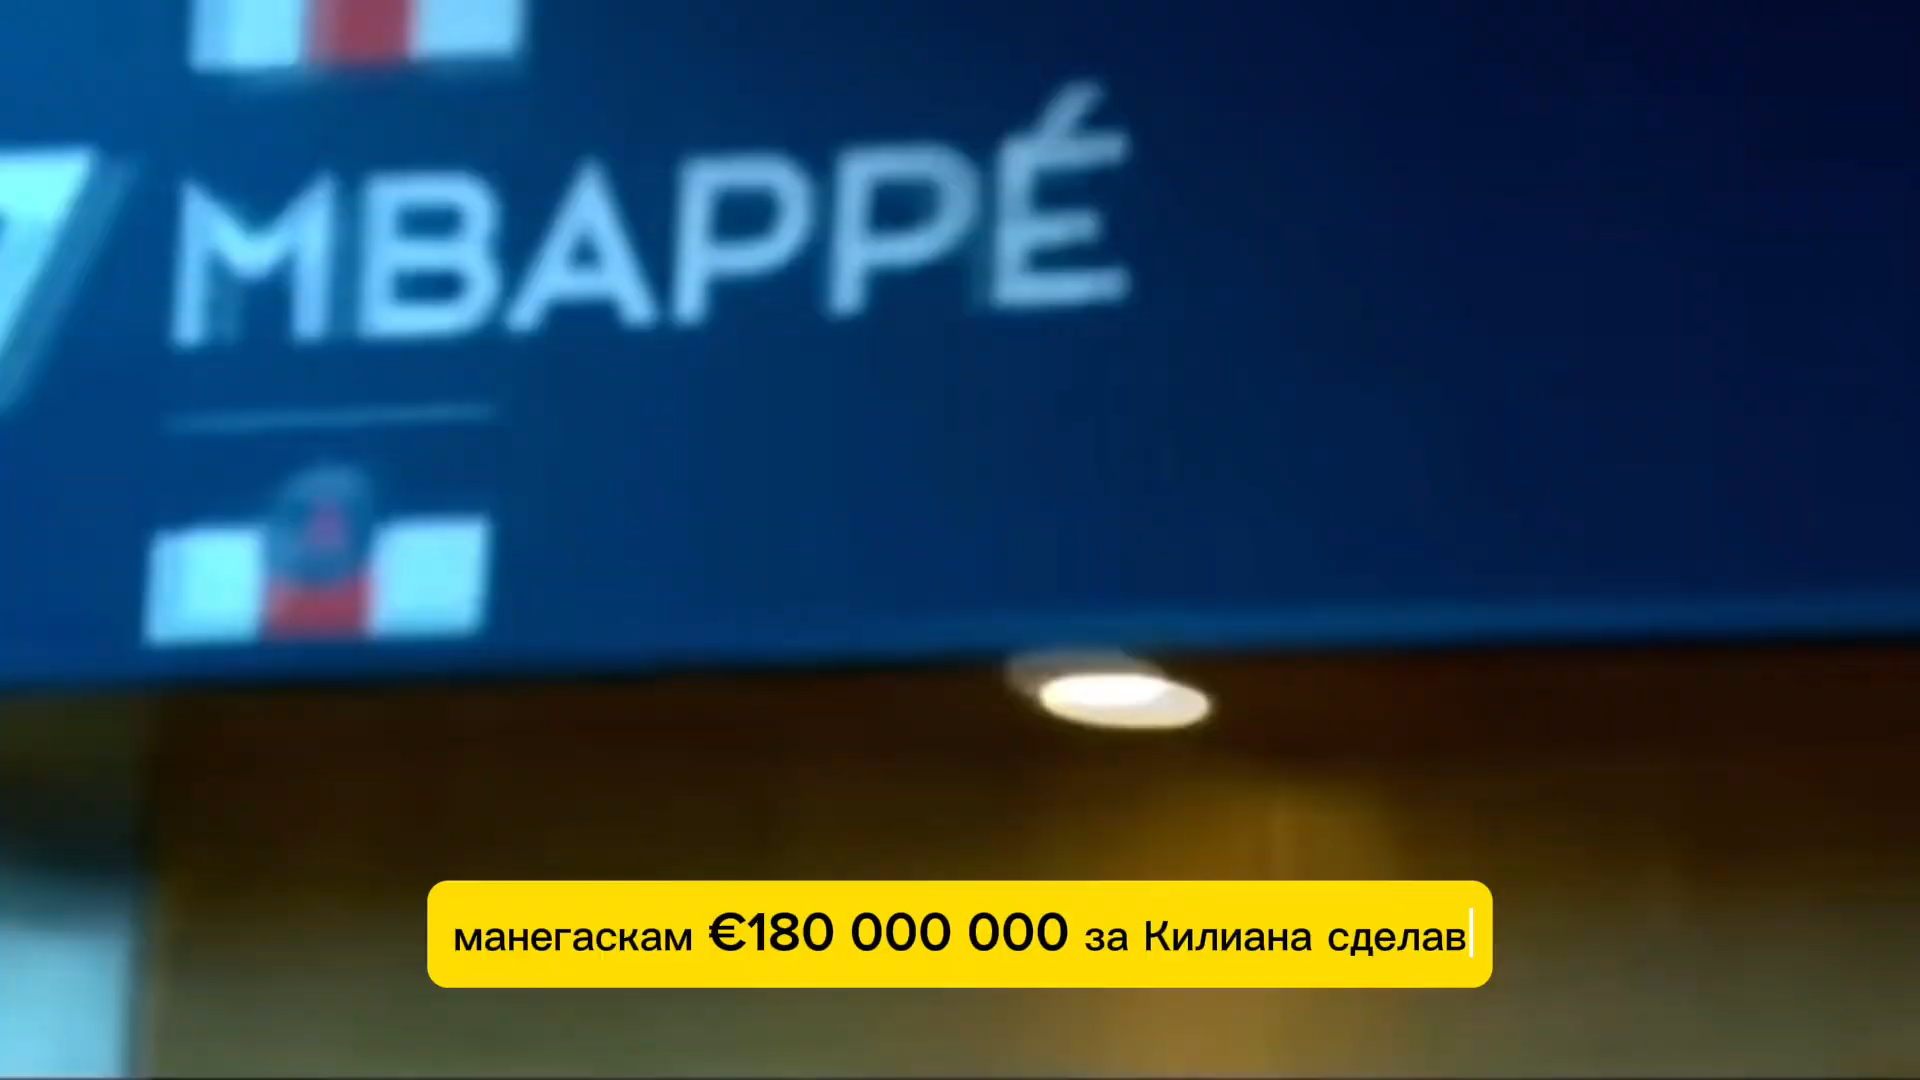 MBAPPÉ
манегаскам €180 000 000 за Килиана сделав